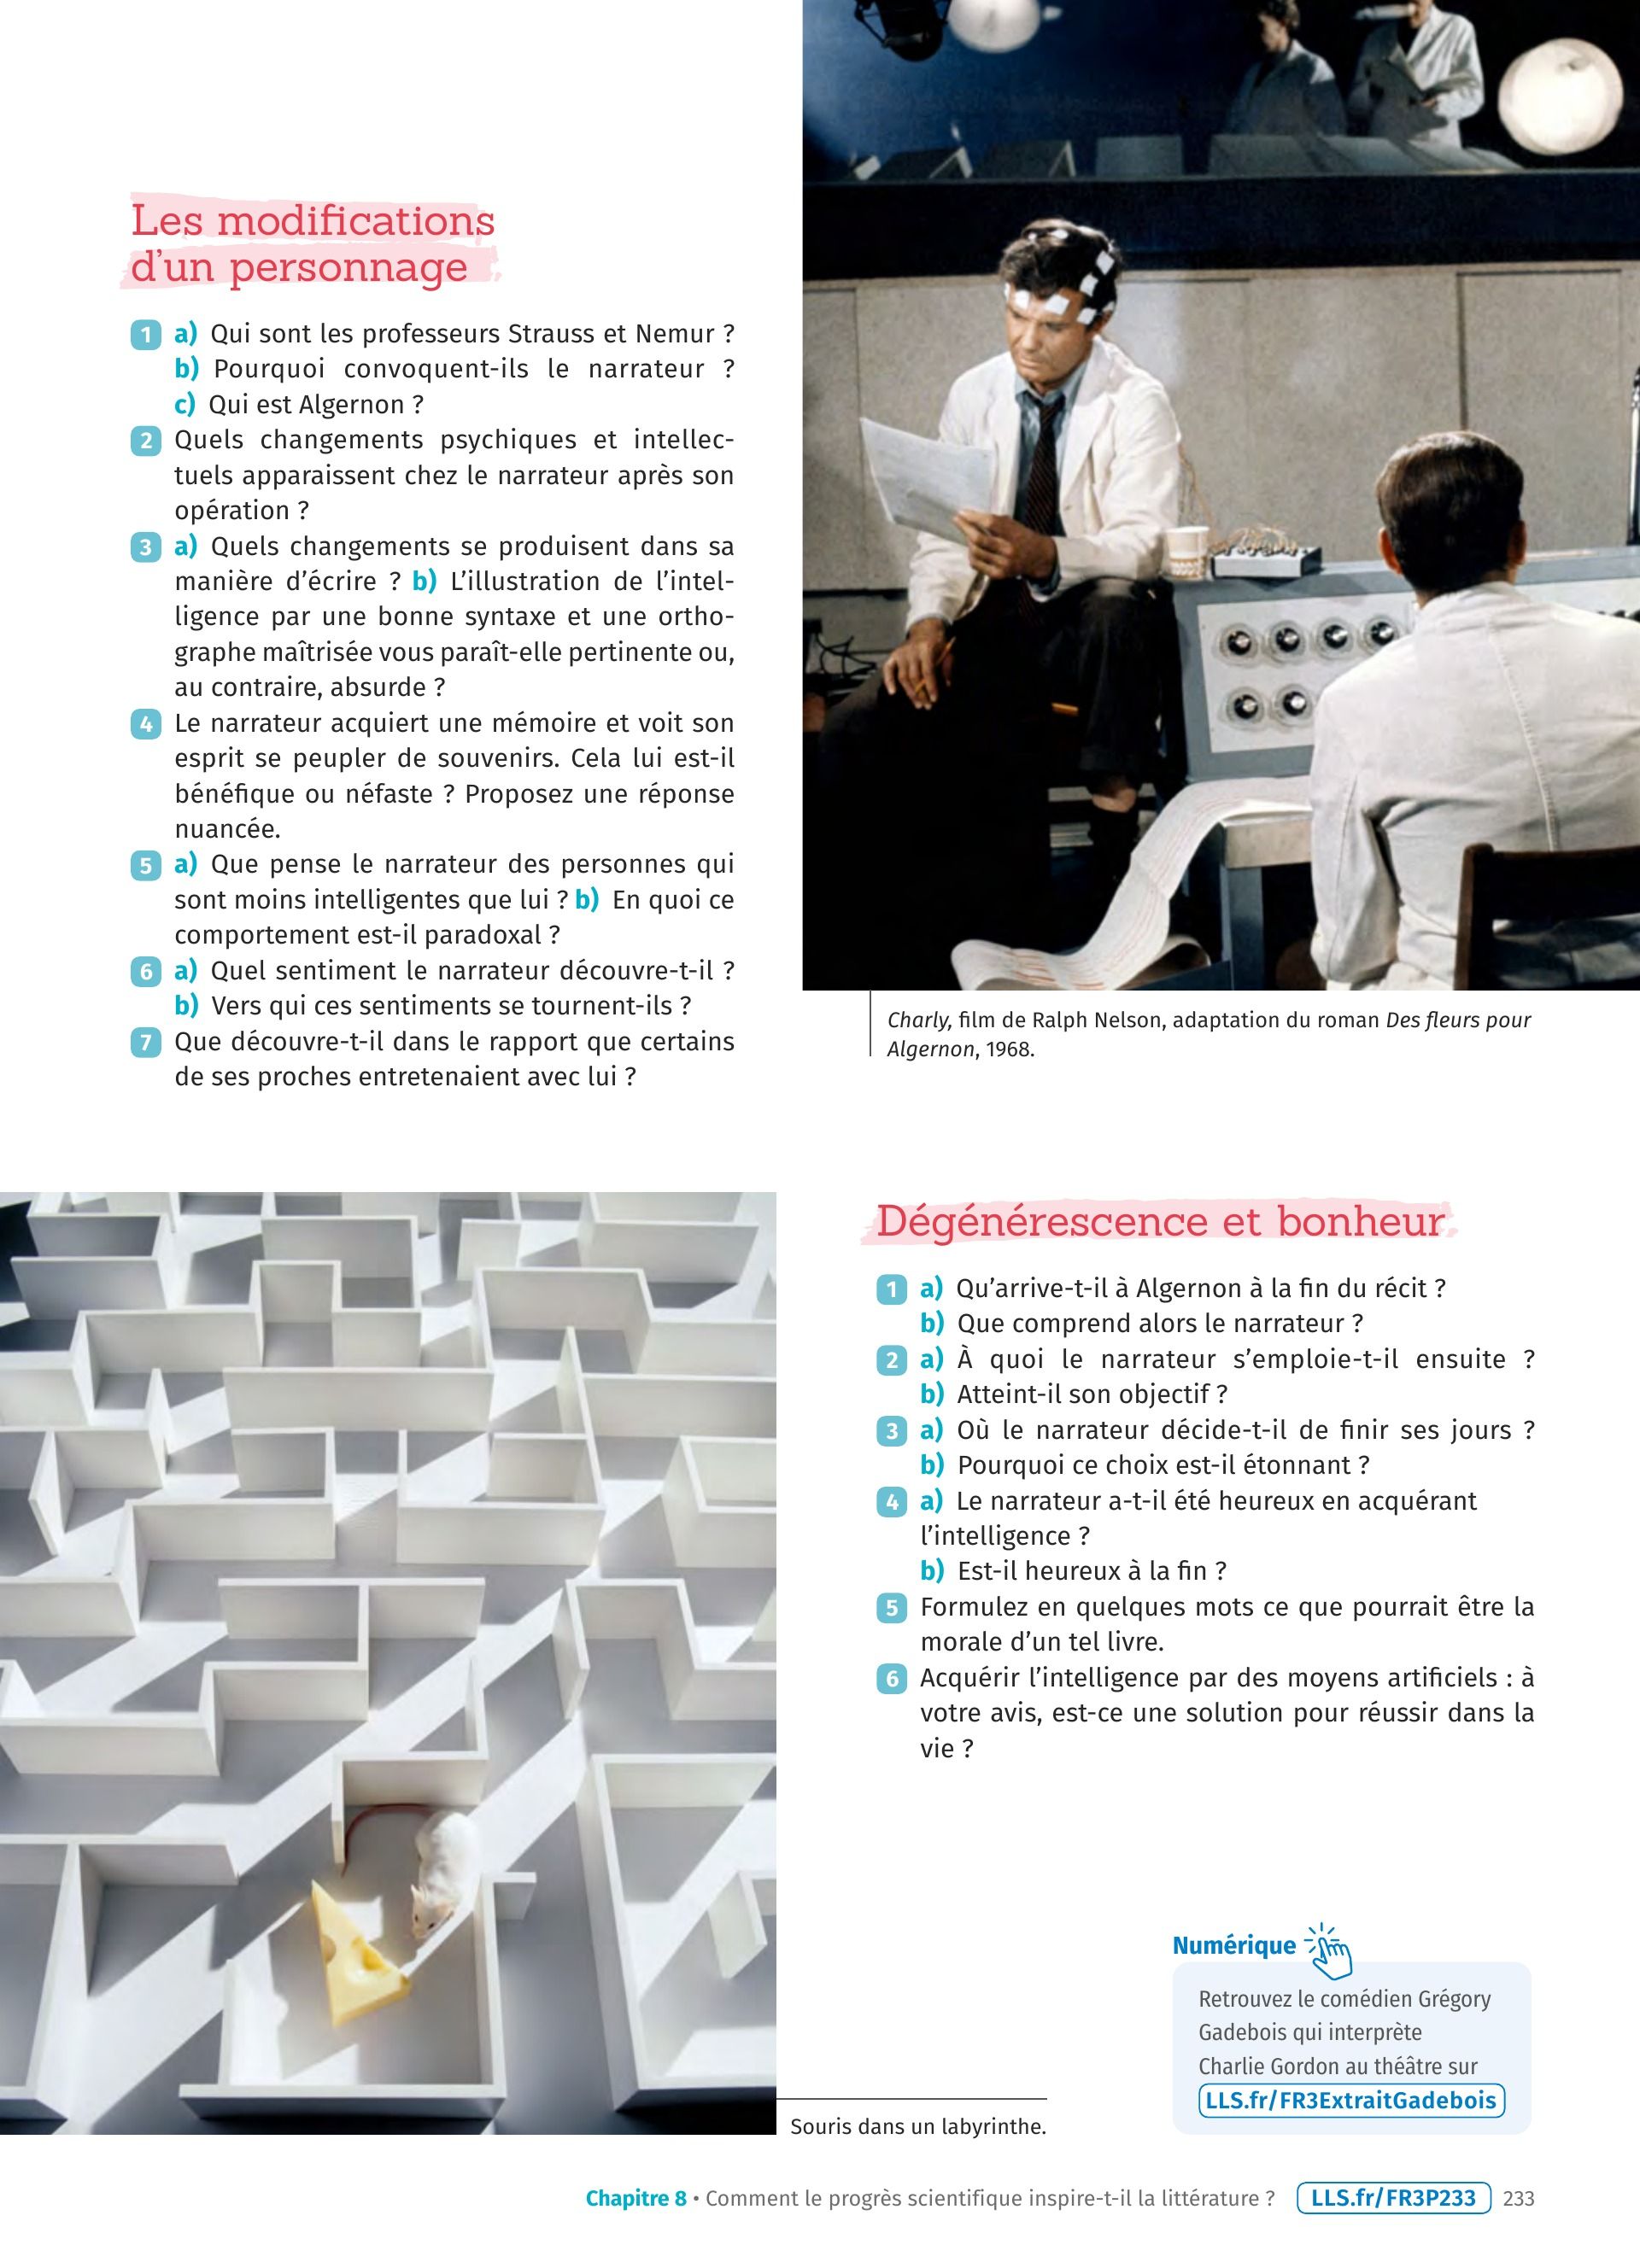 Les modifications
d'un personnage
1 a) Qui sont les professeurs Strauss et Nemur ?
b) Pourquoi convoquent-ils le narrateur ?
c) Qui est Algernon ?
2 Quels changements psychiques et intellec-
tuels apparaissent chez le narrateur après son
opération ?
3 a) Quels changements se produisent dans sa
manière d'écrire ? b) L'illustration de l'intel-
ligence par une bonne syntaxe et une ortho-
graphe maîtrisée vous paraît-elle pertinente ou,
au contraire, absurde ?
4 Le narrateur acquiert une mémoire et voit son
esprit se peupler de souvenirs. Cela lui est-il
bénéfique ou néfaste ? Proposez une réponse
nuancée.
5 a) Que pense le narrateur des personnes qui
sont moins intelligentes que lui ? b) En quoi ce
comportement est-il paradoxal ?
6 a) Quel sentiment le narrateur découvre-t-il ?
b) Vers qui ces sentiments se tournent-ils ?
7 Que découvre-t-il dans le rapport que certains
de ses proches entretenaient avec lui ?
Charly, film de Ralph Nelson, adaptation du roman Des fleurs pour
Algernon, 1968.
Dégénérescence et bonheur
1 a) Qu'arrive-t-il à Algernon à la fin du récit ?
b) Que comprend alors le narrateur ?
2 a) À quoi le narrateur s'emploie-t-il ensuite ?
b) Atteint-il son objectif ?
3 a) Où le narrateur décide-t-il de finir ses jours ?
b) Pourquoi ce choix est-il étonnant ?
4 a) Le narrateur a-t-il été heureux en acquérant
l'intelligence ?
b) Est-il heureux à la fin ?
5 Formulez en quelques mots ce que pourrait être la
morale d'un tel livre.
6 Acquérir l'intelligence par des moyens artificiels : à
votre avis, est-ce une solution pour réussir dans la
vie ?
Numérique
Retrouvez le comédien Grégory
Gadebois qui interprète
Charlie Gordon au théâtre sur
LLS.fr/FR3ExtraitGadebois
Souris dans un labyrinthe.
Chapitre 8 • Comment le progrès scientifique inspire-t-il la littérature ? LLS.fr/FR3P233 233